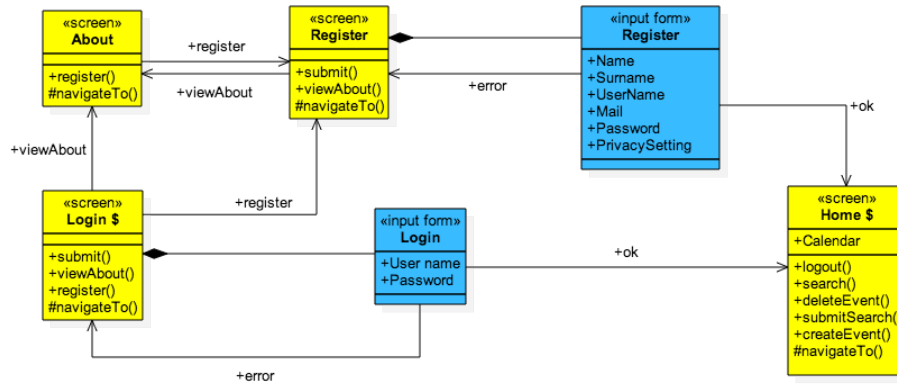 «screen»
About
+register()
#navigateTo()
+register
+viewAbout
«screen»
Register
+submit()
+viewAbout()
#navigateTo()
+error
«input form»
Register
+Name
+Surname
+UserName
+Mail
+Password
+PrivacySetting
+ok
+viewAbout
+register
«screen»
Login $
+submit()
+viewAbout()
+register()
#navigateTo()
«input form»
Login
+User name
+Password
+ok
+error
«screen»
Home $
+Calendar
+logout()
+search()
+deleteEvent()
+submitSearch()
+createEvent()
#navigateTo()